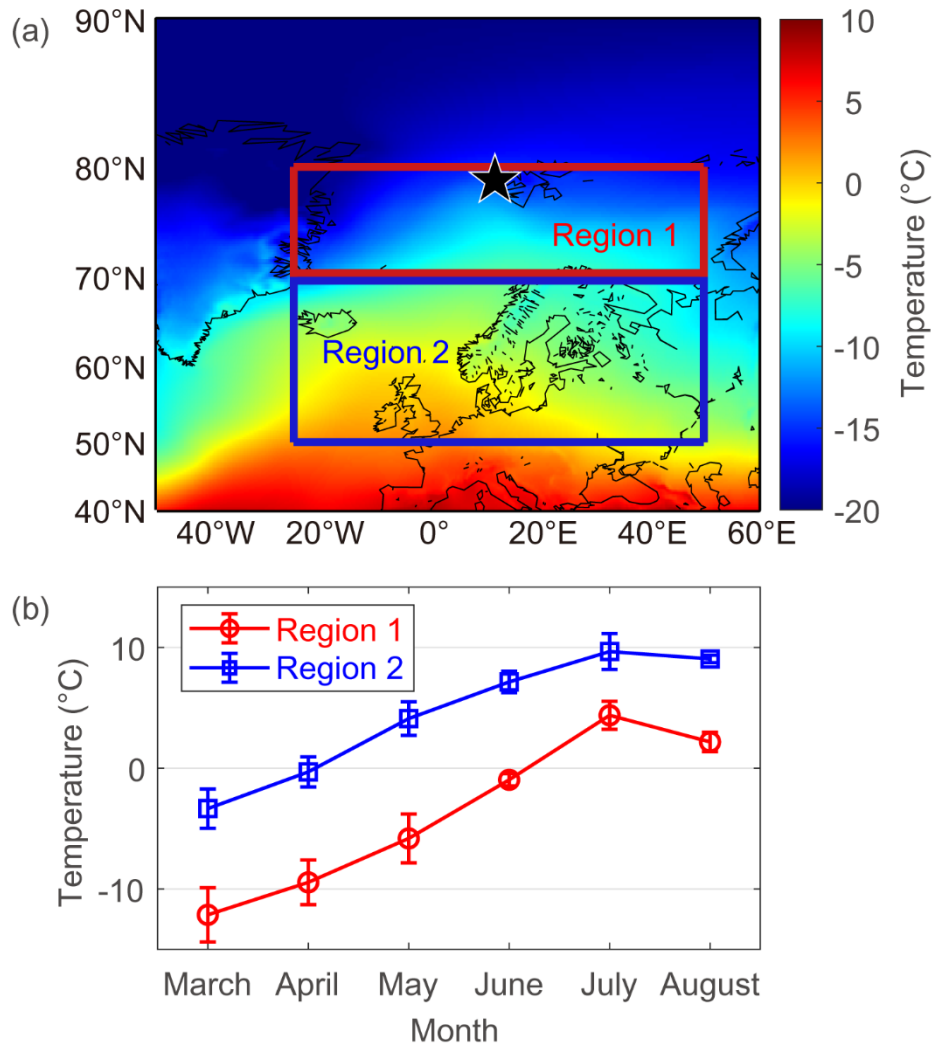 (a)
90°N
80°N
70°N
60°N
50°N
40°N
40°W 20°W 0° 20°E 40°E 60°E
Region 1
Region 2
10
5
0
-5
-10
-15
-20
Temperature (°C)
(b)
Region 1
Region 2
10
0
-10
Temperature (°C)
March April May June July August
Month